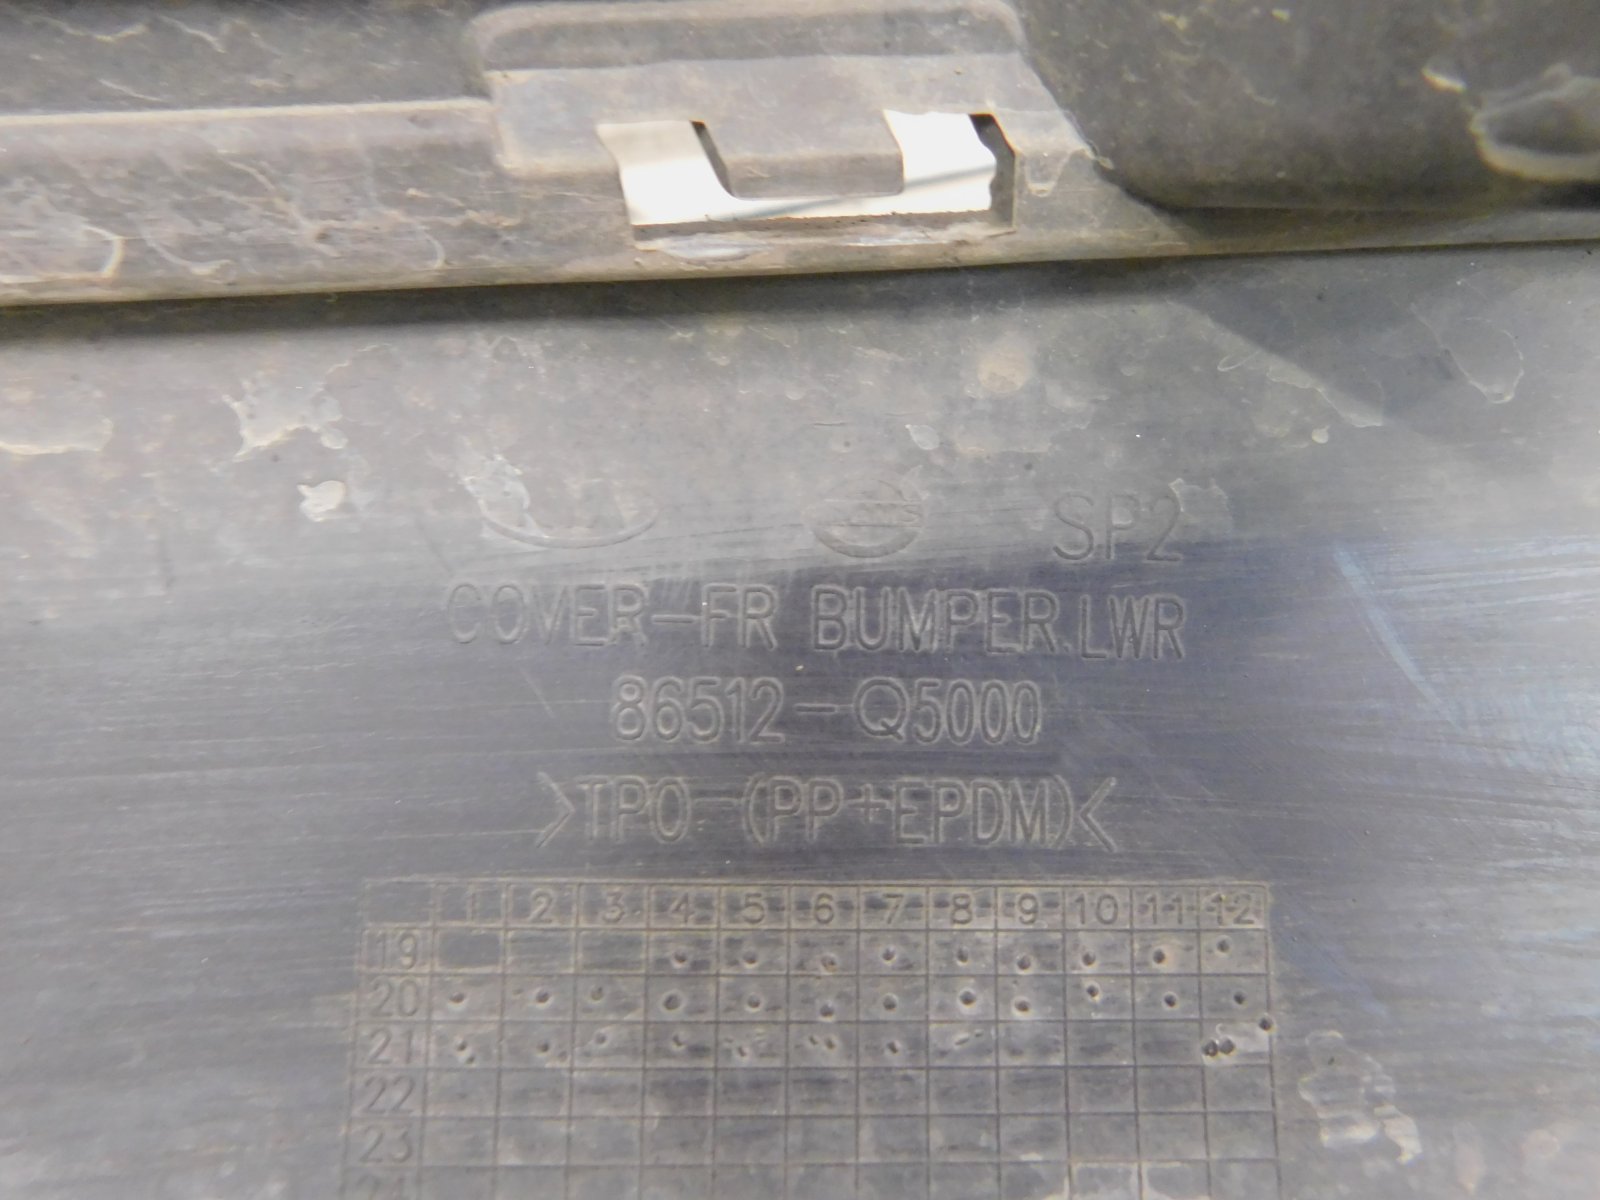 SP2
COVER-FR BUMPER.LWR
86512-Q5000
>TPO-(PP+EPDM)<
1 2 3 4 5 6 7 8 9 10 11 12
19
20
21
22
23